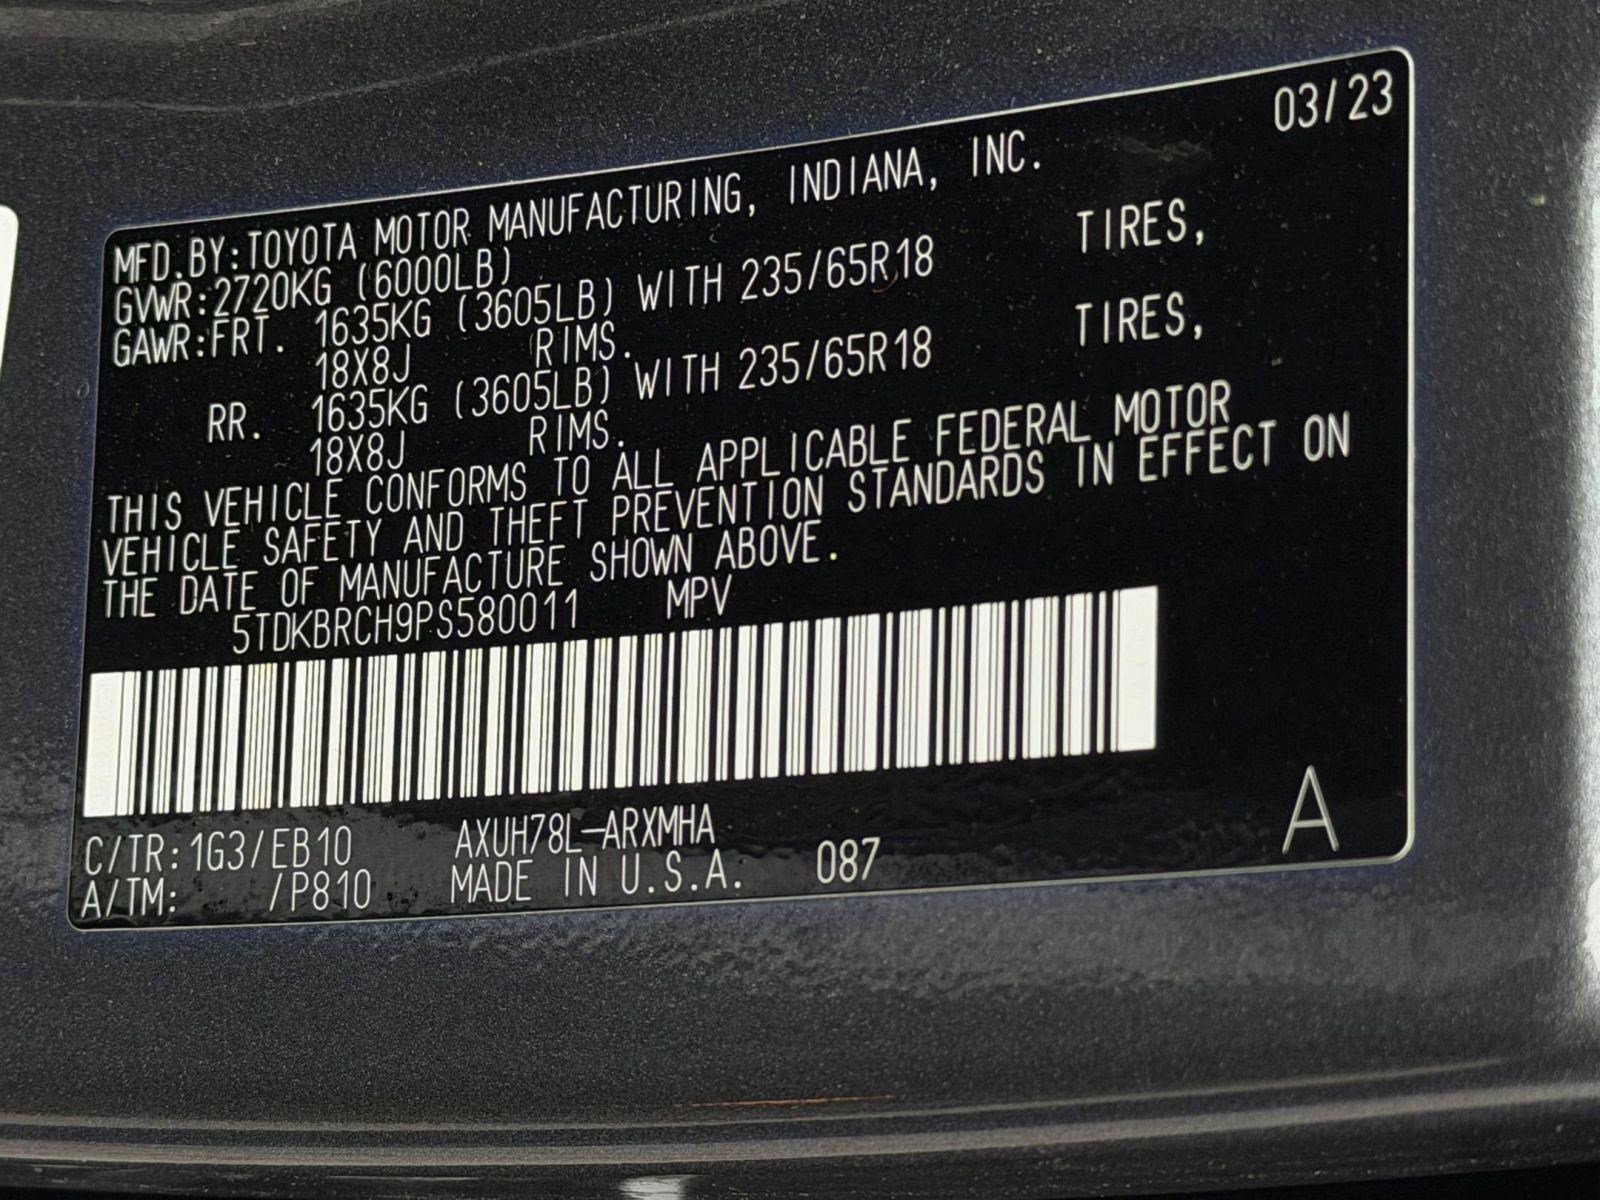 03/23
MFD.BY:TOYOTA MOTOR MANUFACTURING, INDIANA, INC.
GVWR:2720KG (6000LB)
GAWR:FRT. 1635KG (3605LB) WITH 235/65R18 TIRES,
18X8J RIMS.
RR. 1635KG (3605LB) WITH 235/65R18 TIRES,
18X8J RIMS.
THIS VEHICLE CONFORMS TO ALL APPLICABLE FEDERAL MOTOR
VEHICLE SAFETY AND THEFT PREVENTION STANDARDS IN EFFECT ON
THE DATE OF MANUFACTURE SHOWN ABOVE.
5TDKBRCH9PS580011 MPV
C/TR:1G3/EB10 AXUH78L-ARXMHA
A/TM: /P810 MADE IN U.S.A. 087
A